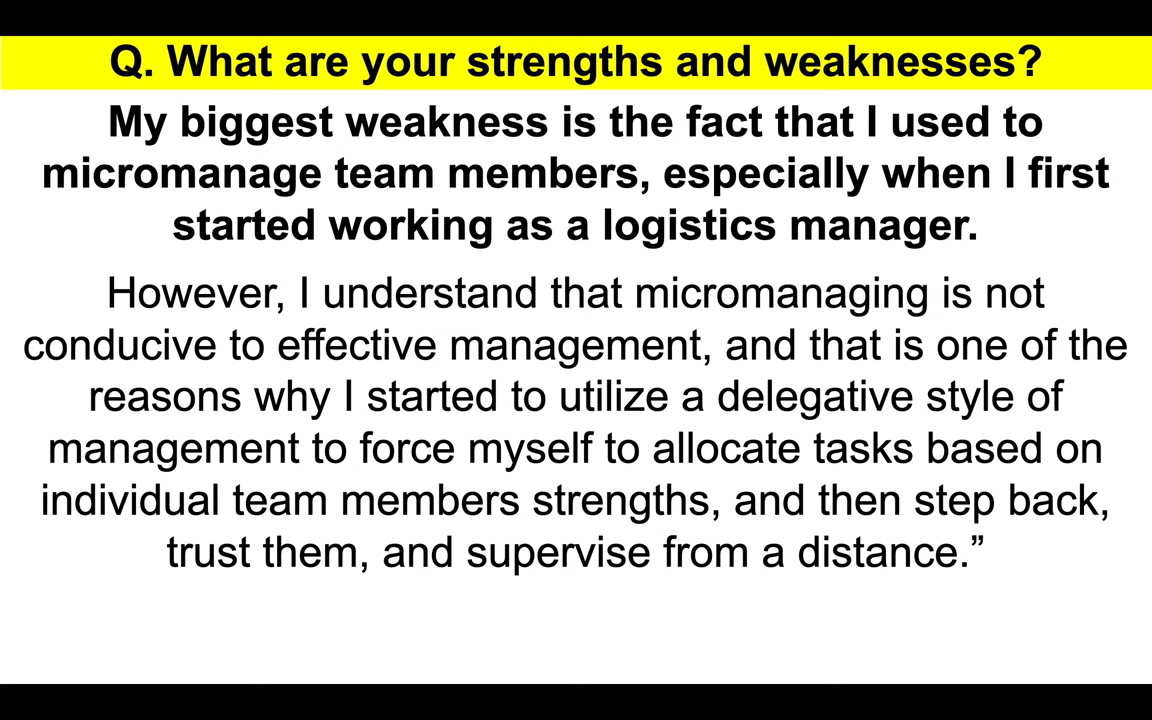 Q. What are your strengths and weaknesses?
My biggest weakness is the fact that I used to
micromanage team members, especially when I first
started working as a logistics manager.
However, I understand that micromanaging is not
conducive to effective management, and that is one of the
reasons why I started to utilize a delegative style of
management to force myself to allocate tasks based on
individual team members strengths, and then step back,
trust them, and supervise from a distance.”